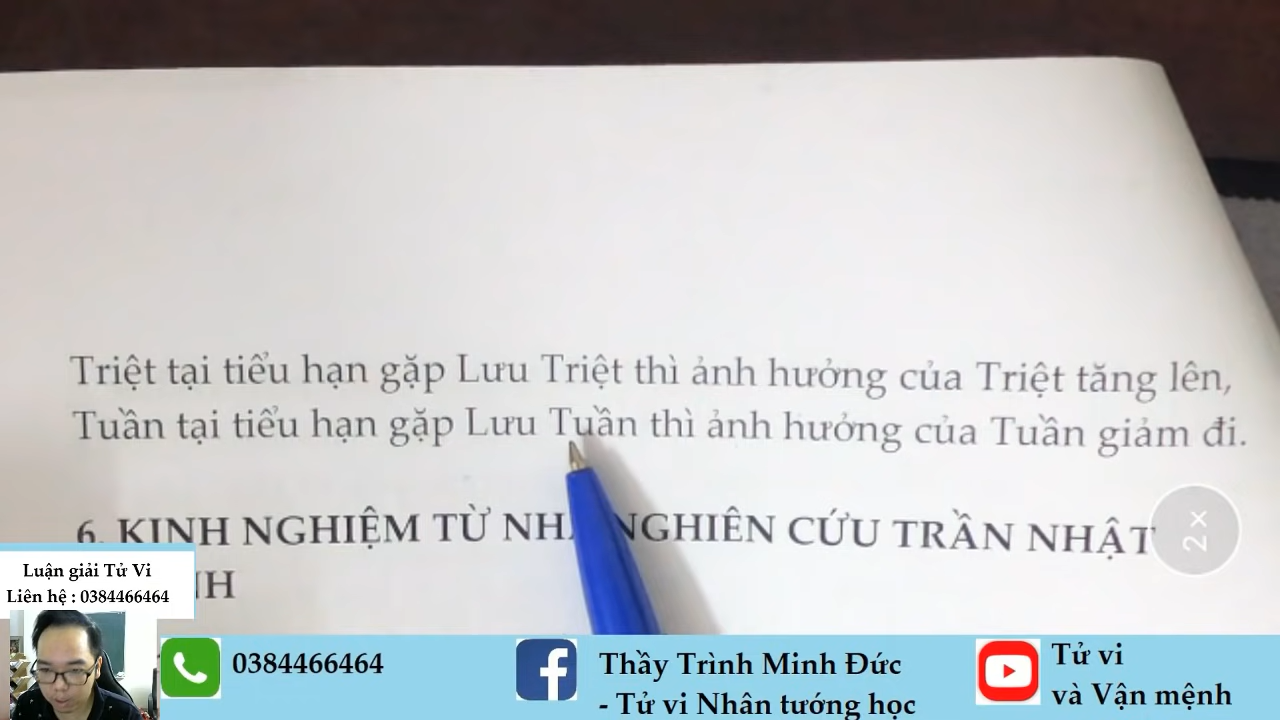 Triệt tại tiểu hạn gặp Lưu Triệt thì ảnh hưởng của Triệt tăng lên,
Tuần tại tiểu hạn gặp Lưu Tuần thì ảnh hưởng của Tuần giảm đi.
6. KINH NGHIỆM TỪ NGHIÊN CỨU TRẦN NHẬT
2×
Luận giải Tử Vi
Liên hệ : 0384466464
0384466464
Thầy Trình Minh Đức
- Tử vi Nhân tướng học
Tử vi
và Vận mệnh